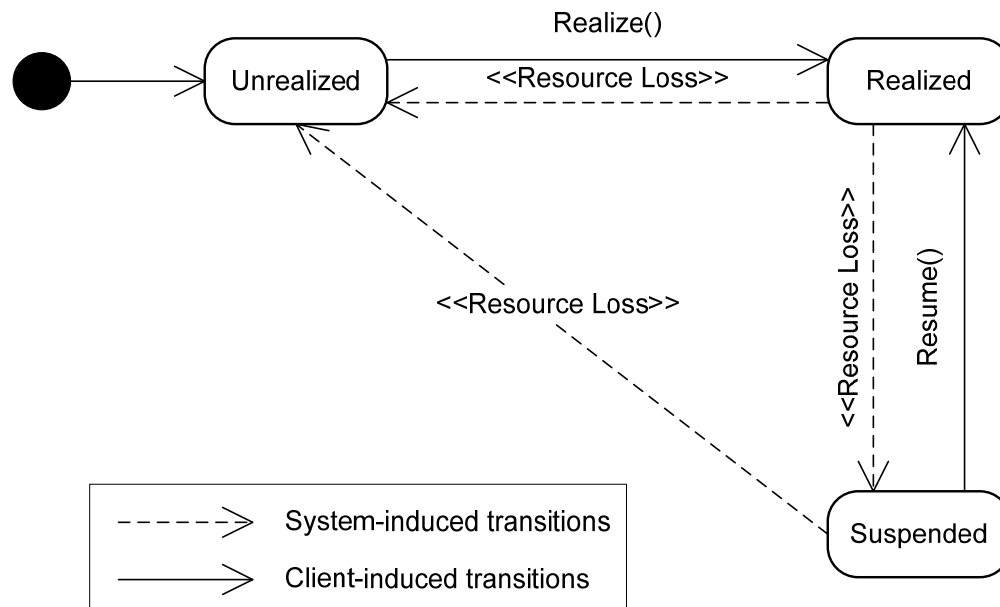 Realize()
Unrealized
<<Resource Loss>>
Realized
<<Resource Loss>>
Resume()
<<Resource Loss>>
Suspended
System-induced transitions
Client-induced transitions